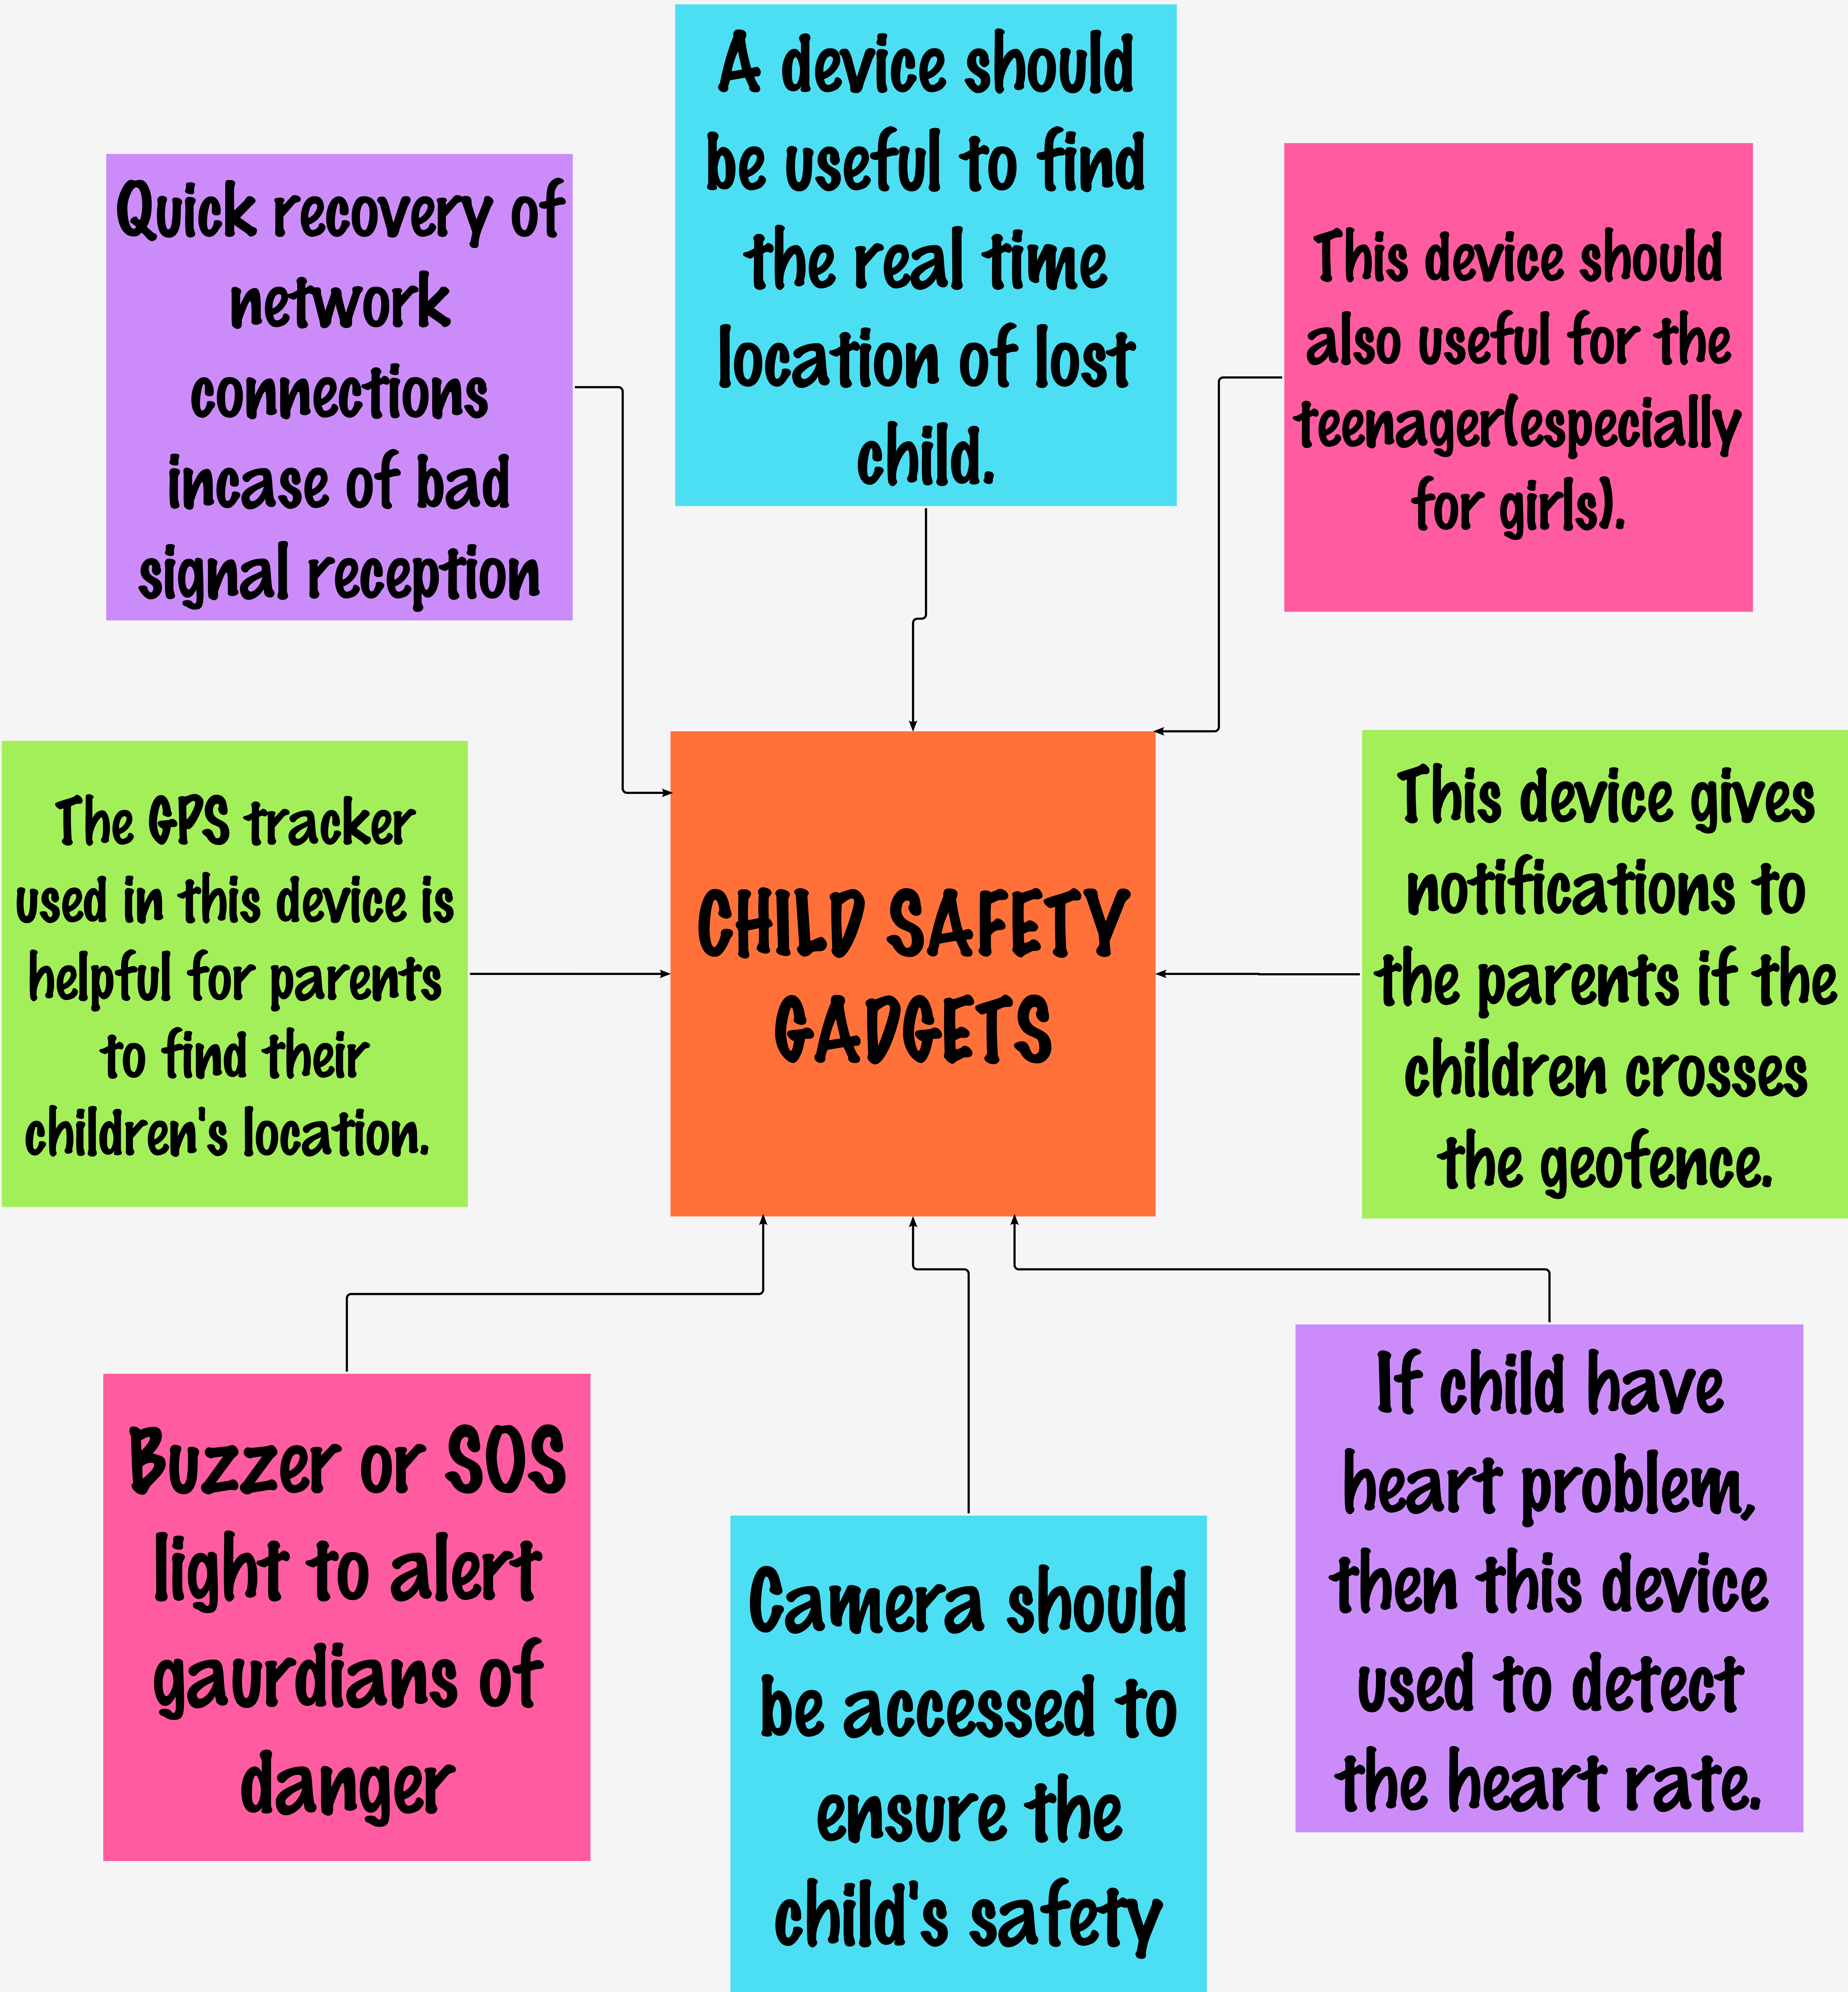 A device should
be useful to find
the real time
location of lost
child.
Quick recovery of
network
connections
incase of bad
signal reception
This device should
also useful for the
teenager(especially
for girls).
The GPS tracker
used in this device is
helpful for parents
to find their
children's location.
CHILD SAFETY
GADGETS
This device gives
notifications to
the parents if the
children crosses
the geofence.
Buzzer or SOS
light to alert
gaurdians of
danger
Camera should
be accessed to
ensure the
child's safety
If child have
heart problem,
then this device
used to detect
the heart rate.